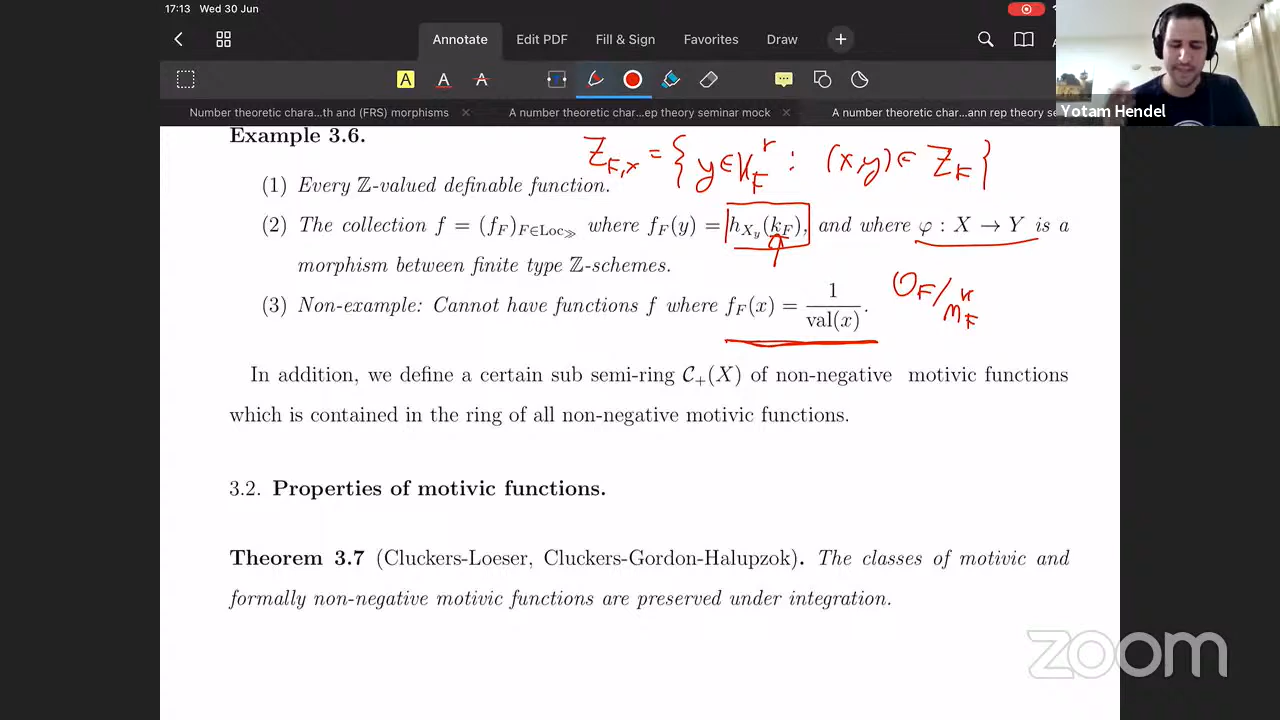 17:13 Wed 30 Jun
Annotate Edit PDF Fill & Sign Favorites Draw
Number theoretic chara...th and (FRS) morphisms × A number theoretic char...ep theory seminar mock × A number theoretic char...ann rep theory se
Yotam Hendel
Example 3.6.
Z_{F,x} = { y ∈ k_F^r : (x,y) ∈ Z_F }
(1) Every ℤ-valued definable function.
(2) The collection f = (f_F)_{F∈Loc≫} where f_F(y) = h_{X_y}(k_F), and where φ : X → Y is a
morphism between finite type ℤ-schemes.
O_F/m_F^k
(3) Non-example: Cannot have functions f where f_F(x) = 1/val(x).
In addition, we define a certain sub semi-ring 𝒞₊(X) of non-negative motivic functions
which is contained in the ring of all non-negative motivic functions.
3.2. Properties of motivic functions.
Theorem 3.7 (Cluckers-Loeser, Cluckers-Gordon-Halupzok). The classes of motivic and
formally non-negative motivic functions are preserved under integration.
zoom